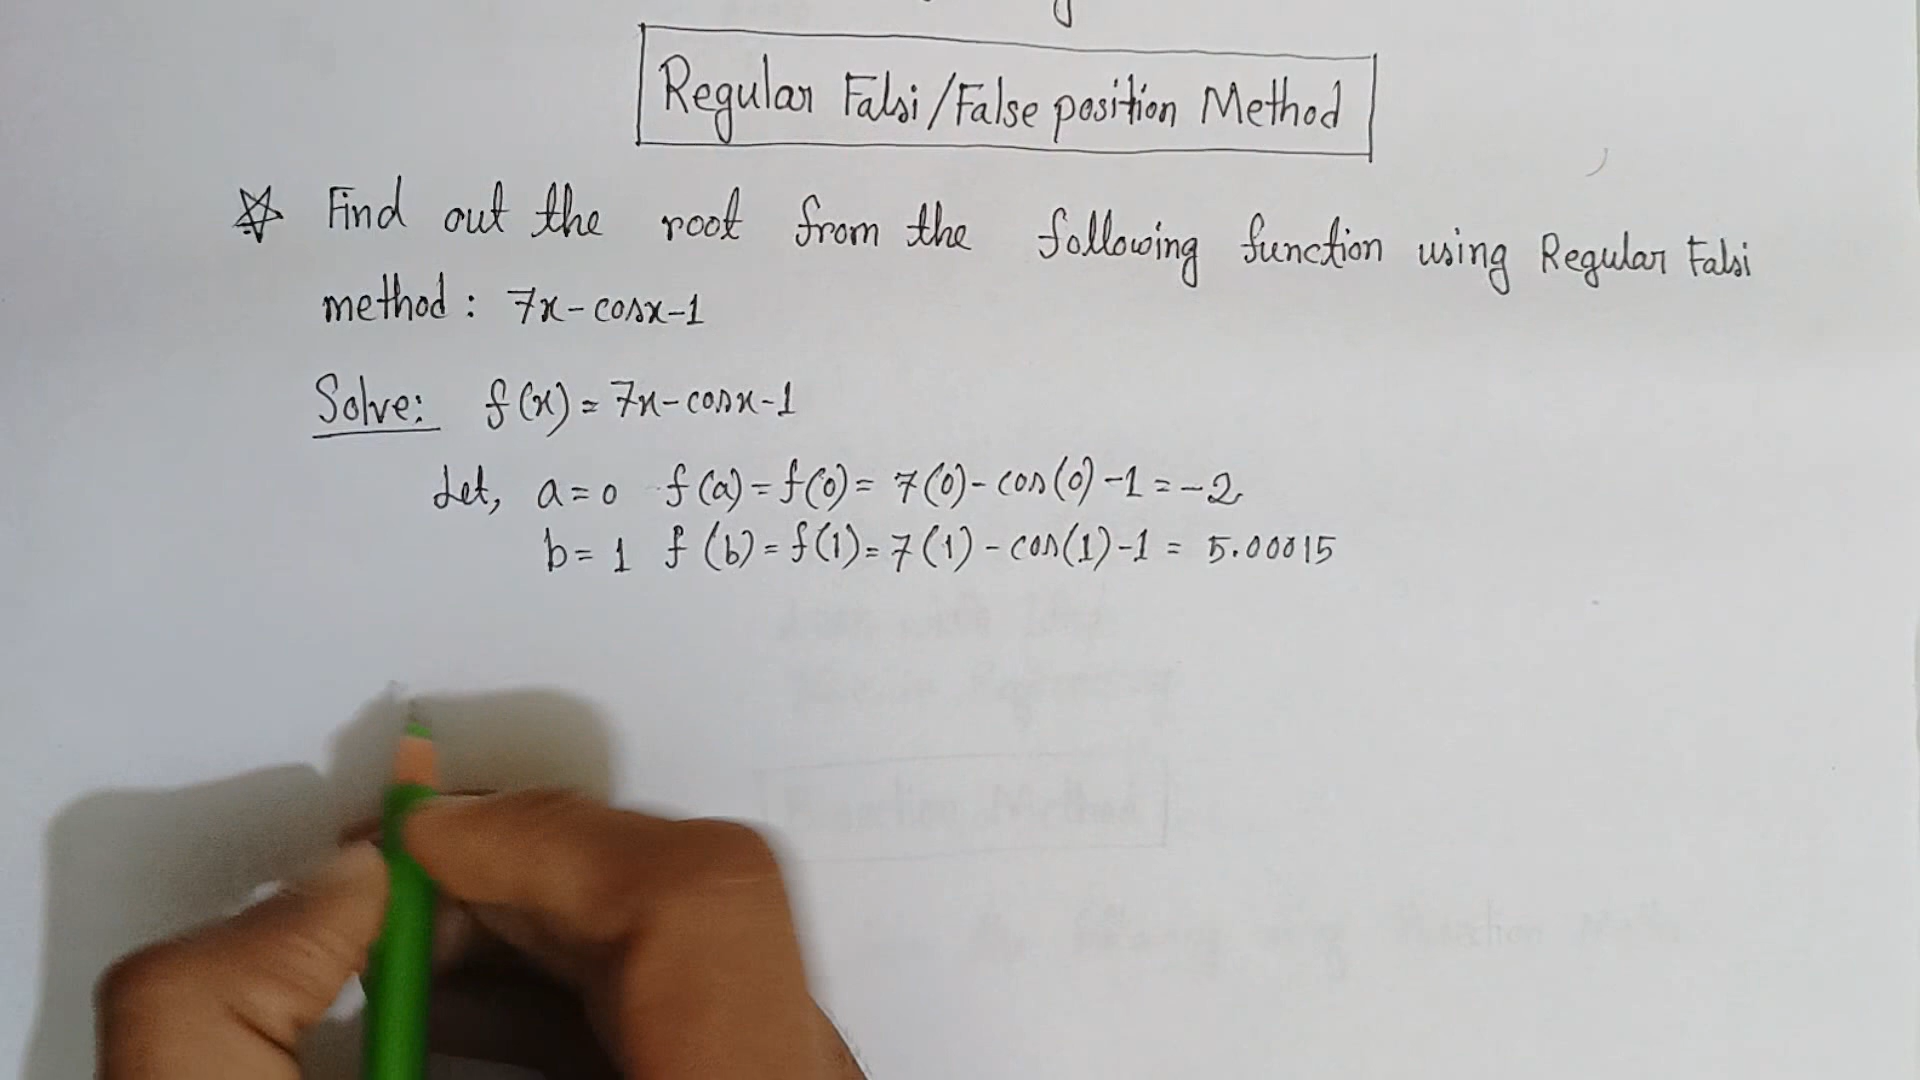 Regular Falsi/False position Method
Find out the root from the following function using Regular Falsi
method: 7x-cosx-1
Solve: f(x) = 7x-cosx-1
Let, a=0 f(a)=f(0)= 7(0)-cos(0)-1=-2
b=1 f(b)=f(1)=7(1)-cos(1)-1 = 5.00015